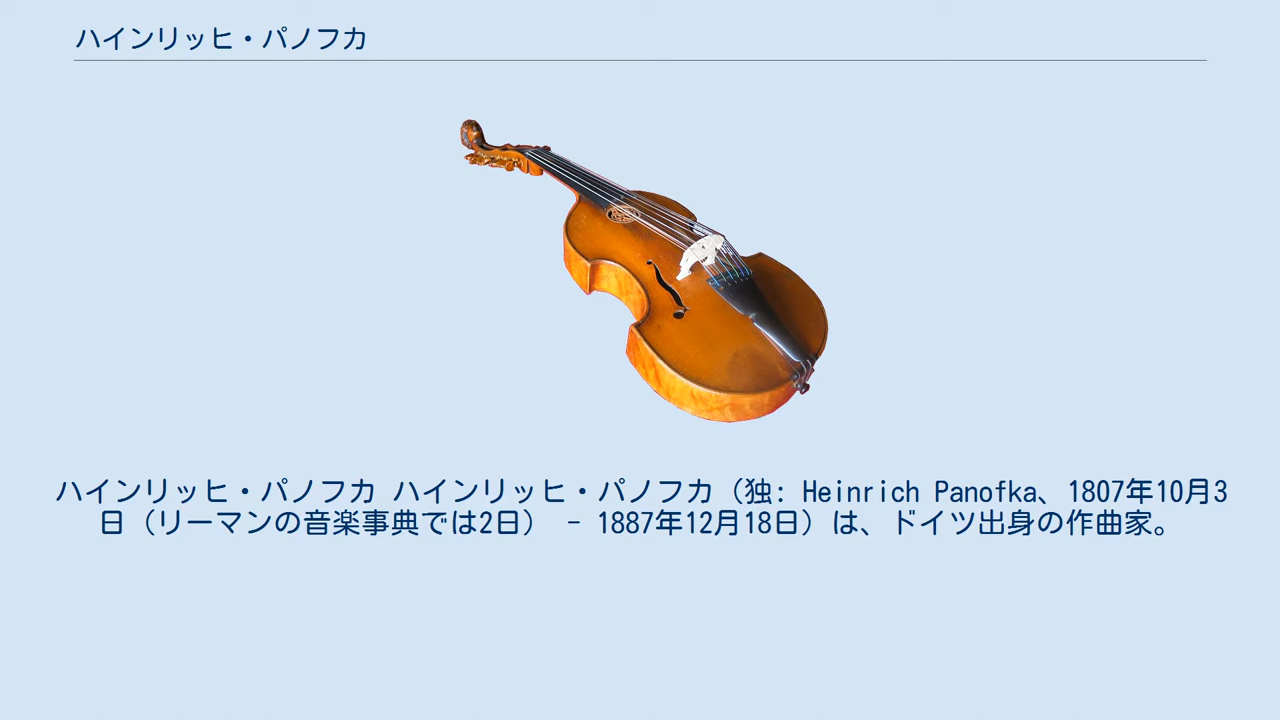 ハインリッヒ・パノフカ
ハインリッヒ・パノフカ ハインリッヒ・パノフカ（独: Heinrich Panofka、1807年10月3
日（リーマンの音楽事典では2日） - 1887年12月18日）は、ドイツ出身の作曲家。